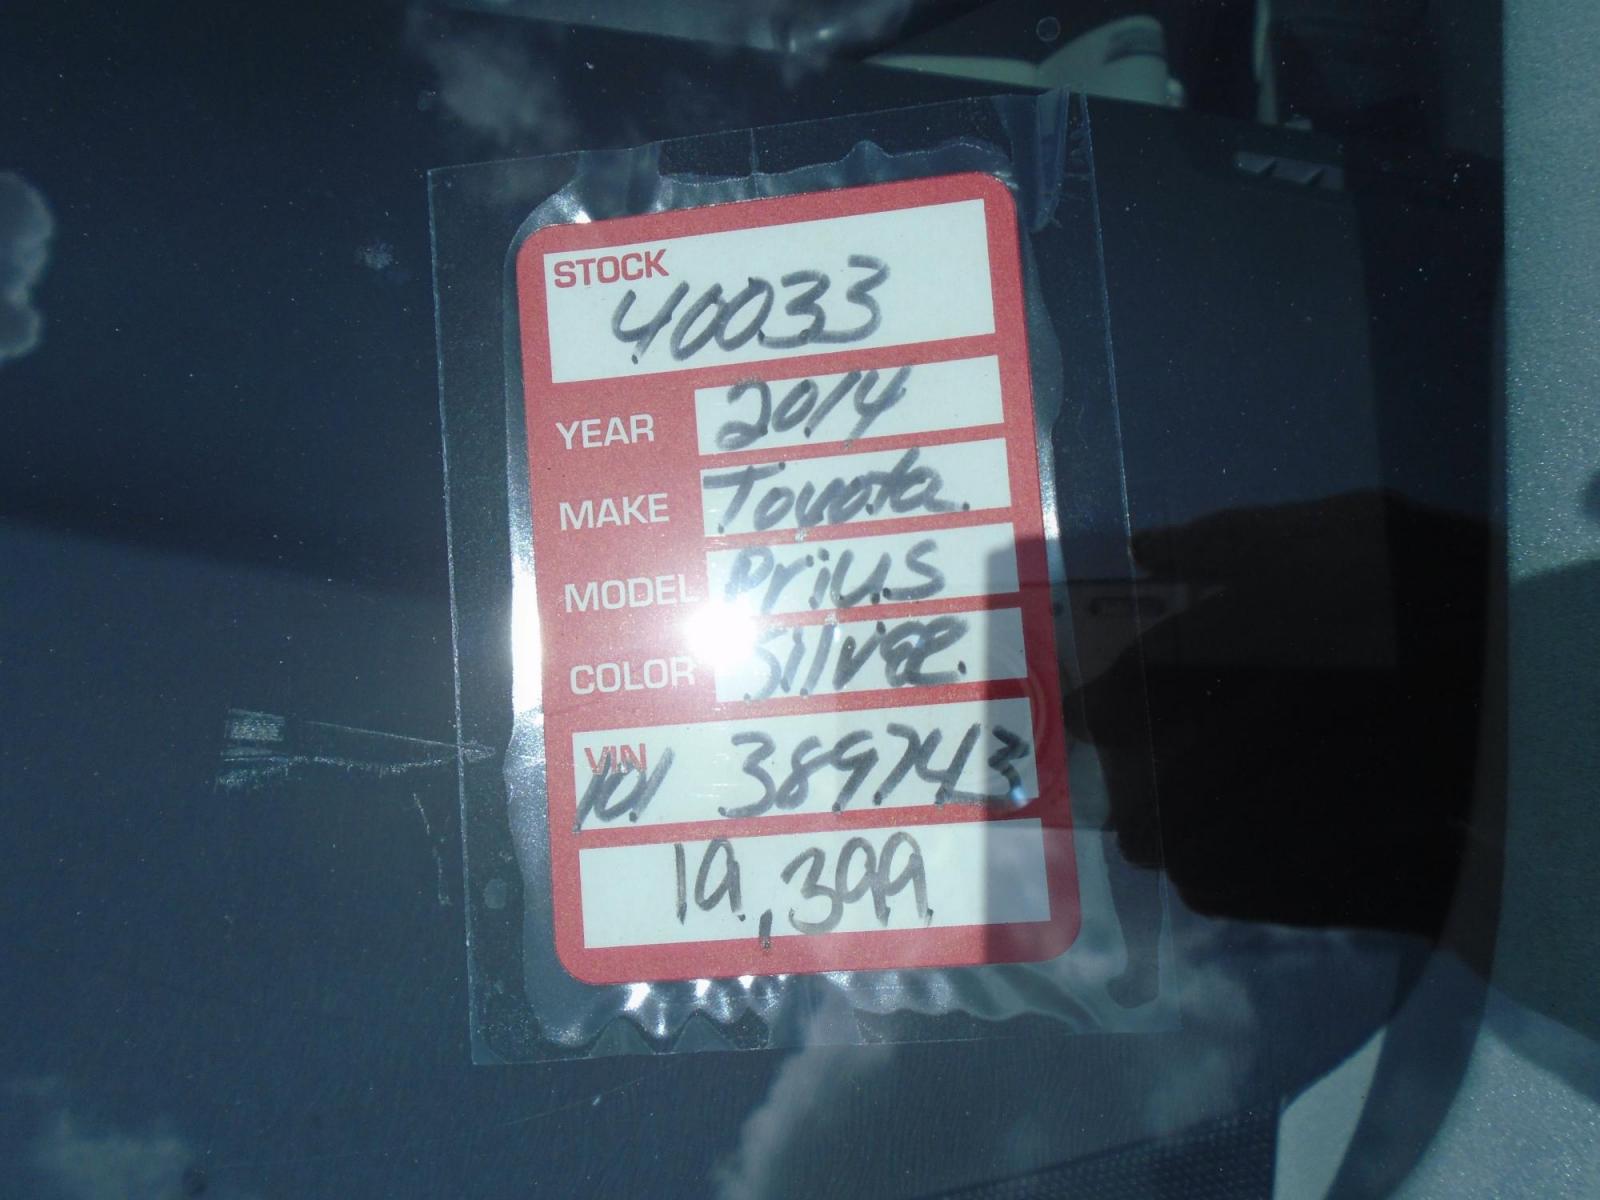 STOCK
40033
YEAR 2014
MAKE Toyota
MODEL Prius
COLOR Silver
VIN
101 389743
19,399